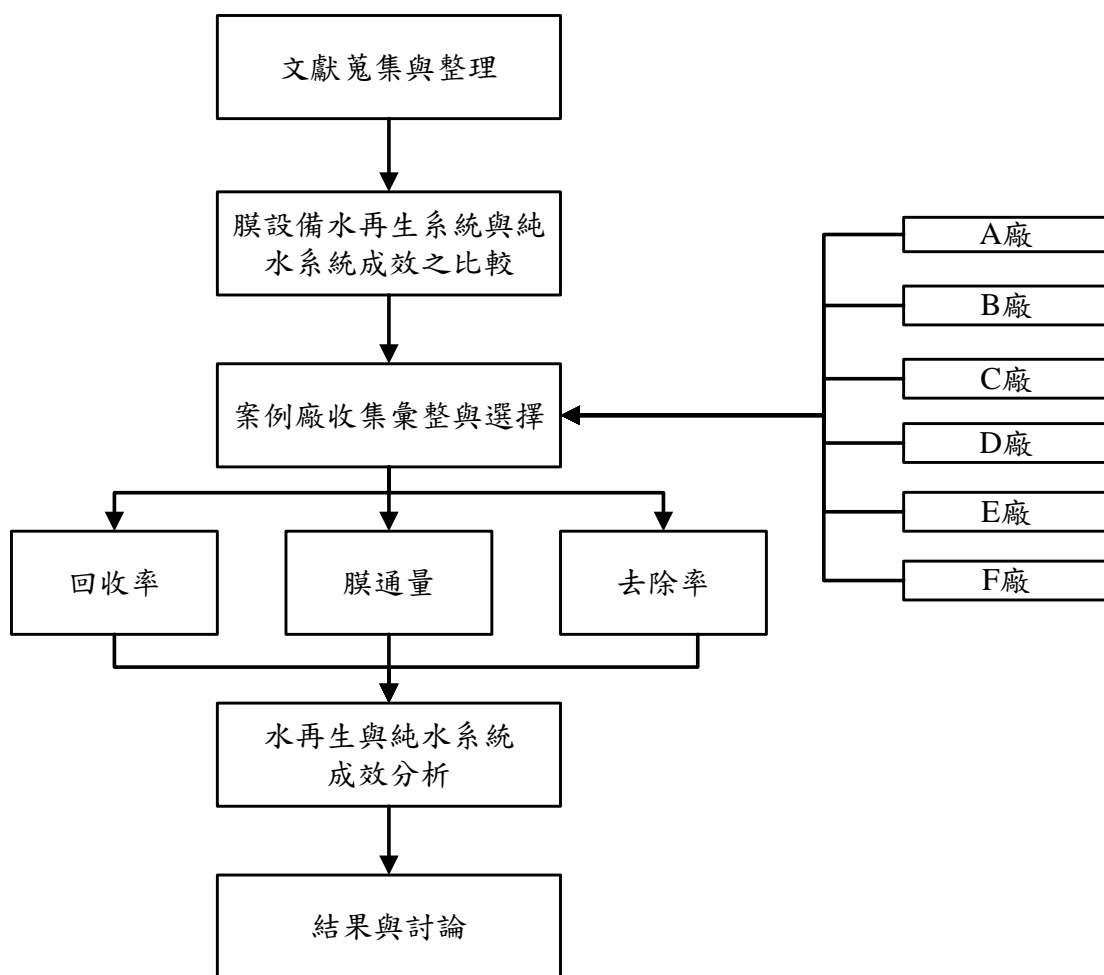 文獻蒐集與整理
膜設備水再生系統與純
水系統成效之比較
案例廠收集彙整與選擇
A廠
B廠
C廠
D廠
E廠
F廠
回收率
膜通量
去除率
水再生與純水系統
成效分析
結果與討論